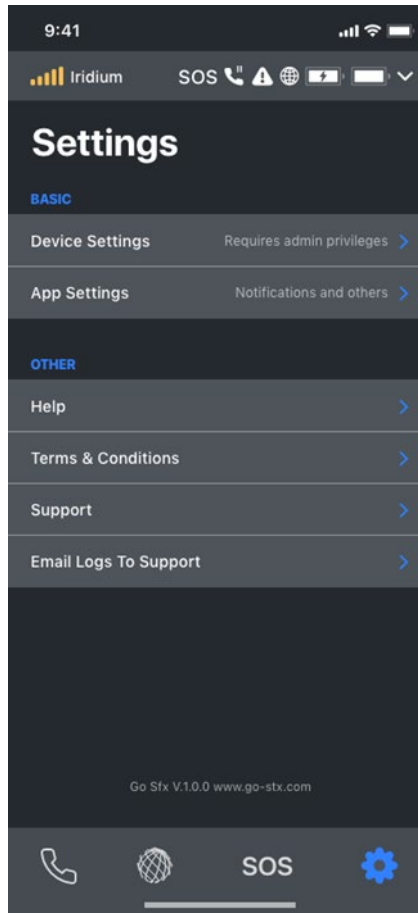 9:41
Iridium SOS
Settings
BASIC
Device Settings Requires admin privileges
App Settings Notifications and others
OTHER
Help
Terms & Conditions
Support
Email Logs To Support
Go Sfx V.1.0.0 www.go-stx.com
SOS